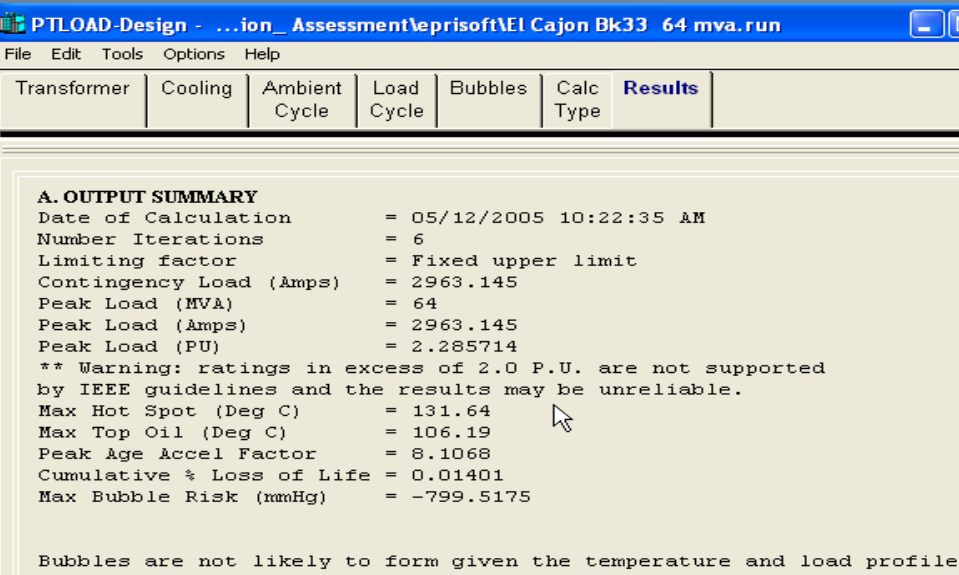 PTLOAD-Design - ...ion_ Assessment\eprisoft\El Cajon Bk33 64 mva.run
File Edit Tools Options Help
Transformer Cooling Ambient Cycle Load Cycle Bubbles Calc Type Results
A. OUTPUT SUMMARY
Date of Calculation = 05/12/2005 10:22:35 AM
Number Iterations = 6
Limiting factor = Fixed upper limit
Contingency Load (Amps) = 2963.145
Peak Load (MVA) = 64
Peak Load (Amps) = 2963.145
Peak Load (PU) = 2.285714
** Warning: ratings in excess of 2.0 P.U. are not supported
by IEEE guidelines and the results may be unreliable.
Max Hot Spot (Deg C) = 131.64
Max Top Oil (Deg C) = 106.19
Peak Age Accel Factor = 8.1068
Cumulative % Loss of Life = 0.01401
Max Bubble Risk (mmHg) = -799.5175
Bubbles are not likely to form given the temperature and load profile